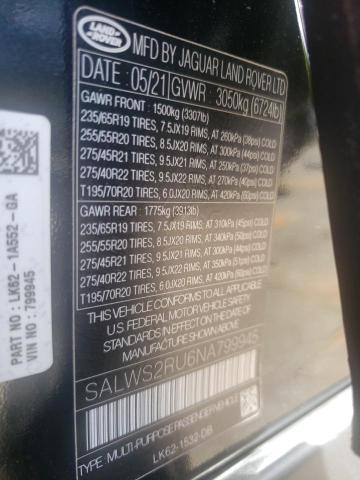 LAND
ROVER
MFD BY JAGUAR LAND ROVER LTD
DATE : 05/21 GVWR : 3050kg (6724lb)
GAWR FRONT : 1500kg (3307lb)
235/65R19 TIRES, 7.5JX19 RIMS, AT 260kPa (38psi) COLD
255/55R20 TIRES, 8.5JX20 RIMS, AT 300kPa (44psi) COLD
275/45R21 TIRES, 9.5JX21 RIMS, AT 250kPa (37psi) COLD
275/40R22 TIRES, 9.5JX22 RIMS, AT 270kPa (40psi) COLD
T195/70R20 TIRES, 6.0JX20 RIMS, AT 420kPa (60psi) COLD
GAWR REAR : 1775kg (3913lb)
235/65R19 TIRES, 7.5JX19 RIMS, AT 310kPa (45psi) COLD
255/55R20 TIRES, 8.5JX20 RIMS, AT 340kPa (50psi) COLD
275/45R21 TIRES, 9.5JX21 RIMS, AT 300kPa (44psi) COLD
275/40R22 TIRES, 9.5JX22 RIMS, AT 350kPa (51psi) COLD
T195/70R20 TIRES, 6.0JX20 RIMS, AT 420kPa (60psi) COLD
THIS VEHICLE CONFORMS TO ALL APPLICABLE
U.S FEDERAL MOTOR VEHICLE SAFETY
STANDARDS IN EFFECT ON THE DATE OF
MANUFACTURE SHOWN ABOVE
SALWS2RU6NA799945
TYPE: MULTI-PURPOSE PASSENGER VEHICLE
LK62-1532-DB
PART NO : LK62 - 1A552 - GA
VIN NO : 799945